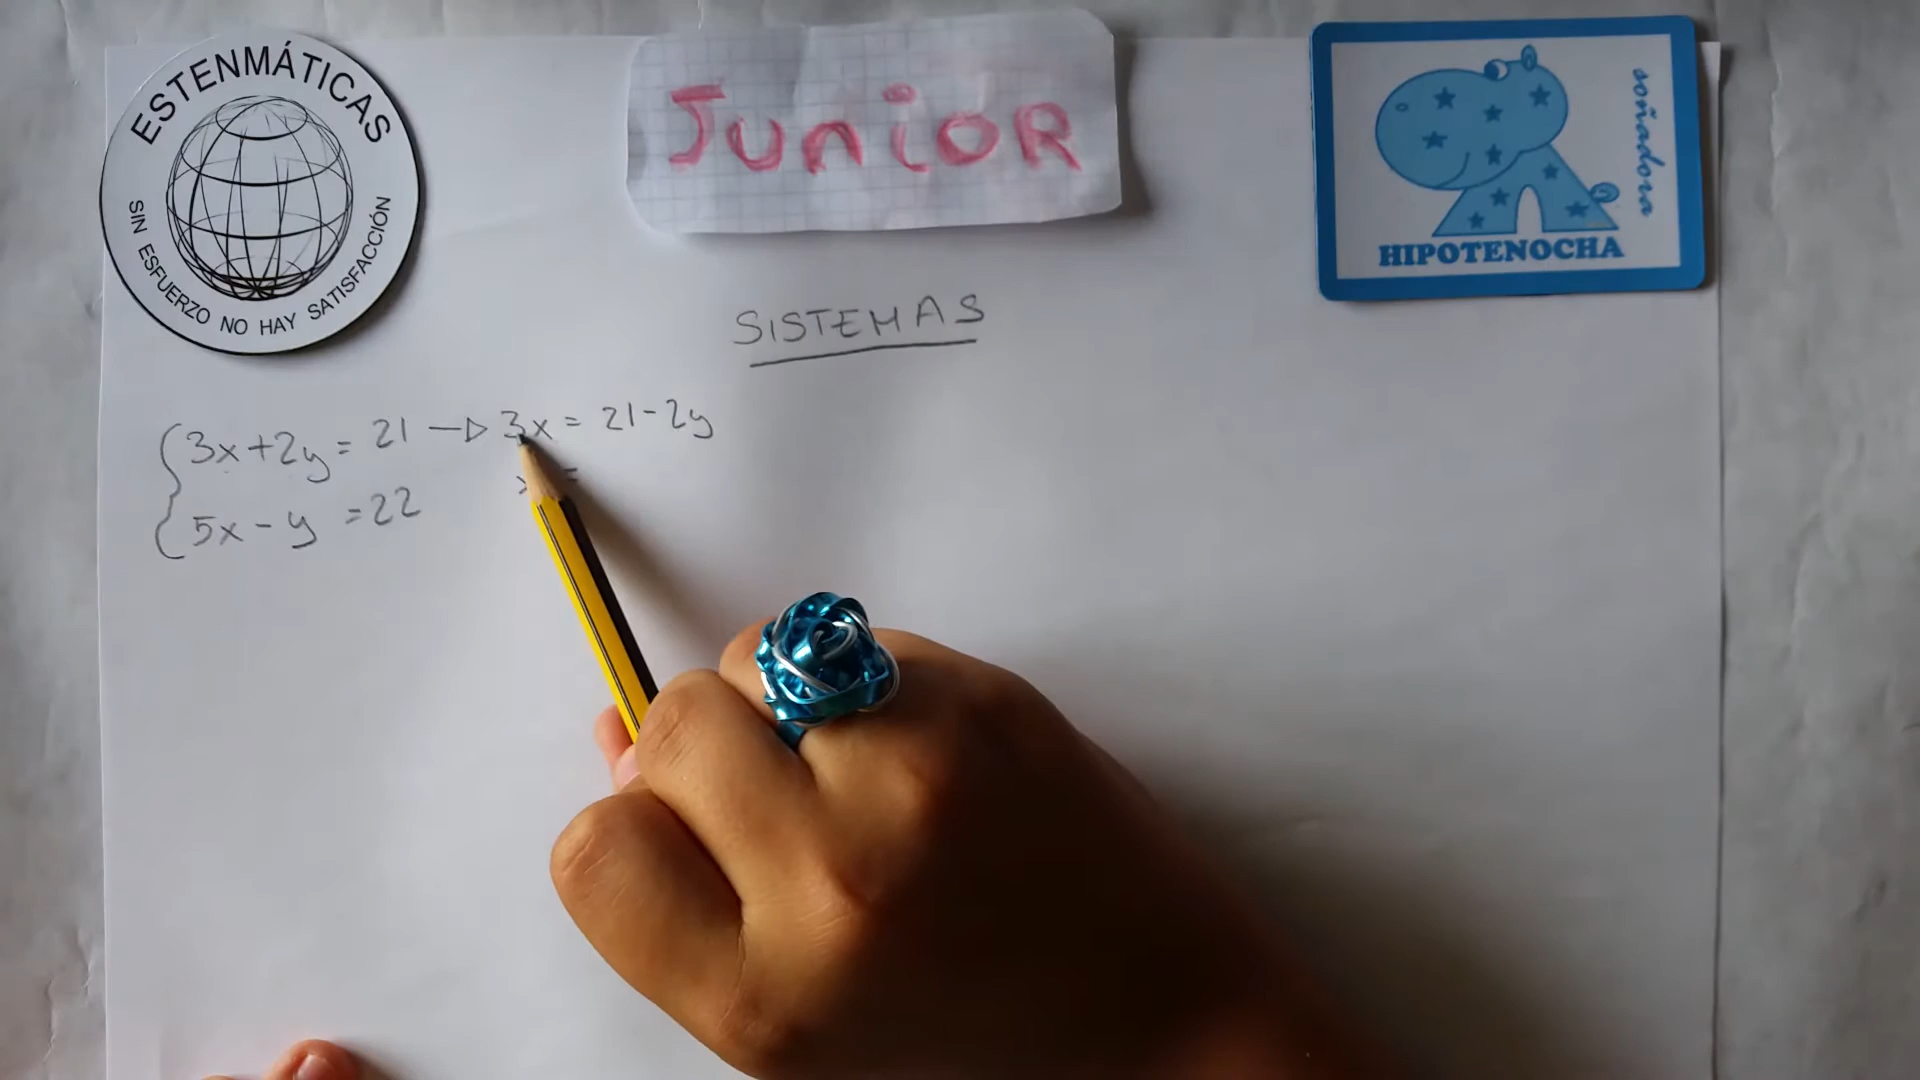 ESTENMÁTICAS
SIN ESFUERZO NO HAY SATISFACCIÓN
JUNiOR
soñadora
HIPOTENOCHA
SISTEMAS
3x+2y = 21 → 3x = 21-2y
x =
5x - y = 22